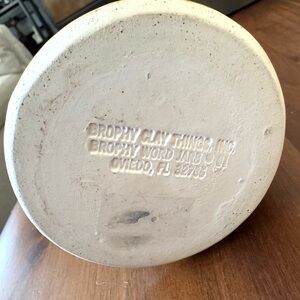 BROPHY CLAY THINGS, INC.
BROPHY WORD JARS
OVIEDO, FL 32765